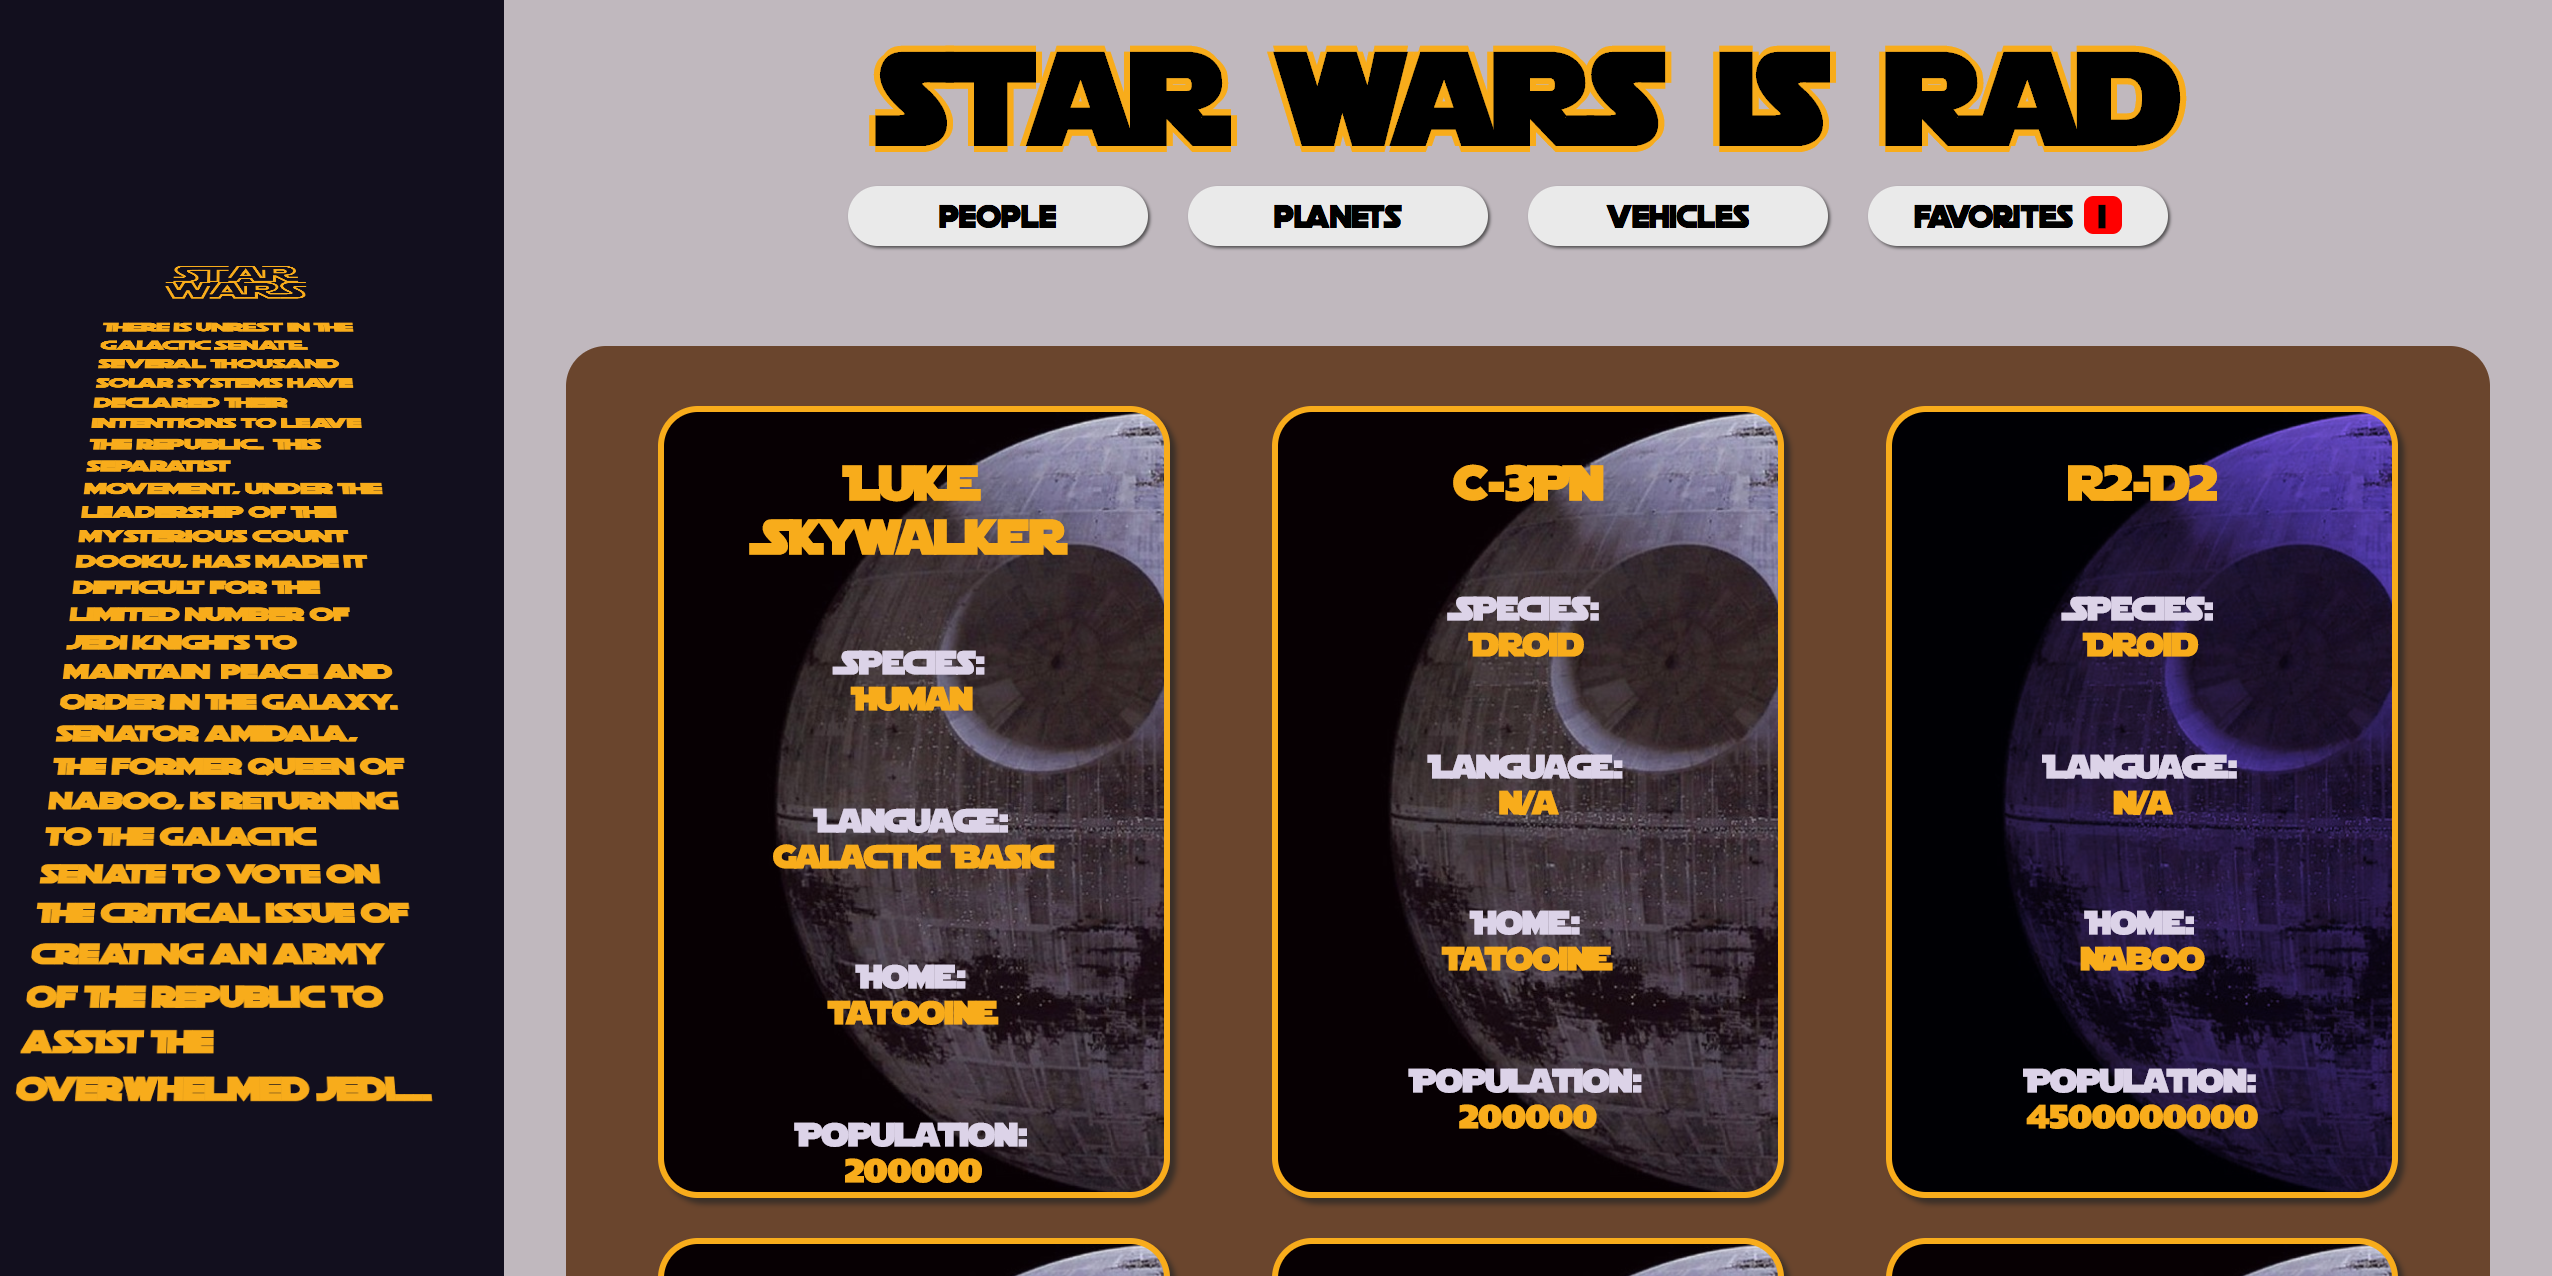 STAR WARS IS RAD
PEOPLE
PLANETS
VEHICLES
FAVORITES 1
STAR
WARS
THERE IS UNREST IN THE
GALACTIC SENATE.
SEVERAL THOUSAND
SOLAR SYSTEMS HAVE
DECLARED THEIR
INTENTIONS TO LEAVE
THE REPUBLIC. THIS
SEPARATIST
MOVEMENT, UNDER THE
LEADERSHIP OF THE
MYSTERIOUS COUNT
DOOKU, HAS MADE IT
DIFFICULT FOR THE
LIMITED NUMBER OF
JEDI KNIGHTS TO
MAINTAIN PEACE AND
ORDER IN THE GALAXY.
SENATOR AMIDALA,
THE FORMER QUEEN OF
NABOO, IS RETURNING
TO THE GALACTIC
SENATE TO VOTE ON
THE CRITICAL ISSUE OF
CREATING AN ARMY
OF THE REPUBLIC TO
ASSIST THE
OVERWHELMED JEDI....
LUKE
SKYWALKER
SPECIES:
HUMAN
LANGUAGE:
GALACTIC BASIC
HOME:
TATOOINE
POPULATION:
200000
C-3PN
SPECIES:
DROID
LANGUAGE:
N/A
HOME:
TATOOINE
POPULATION:
200000
R2-D2
SPECIES:
DROID
LANGUAGE:
N/A
HOME:
NABOO
POPULATION:
4500000000